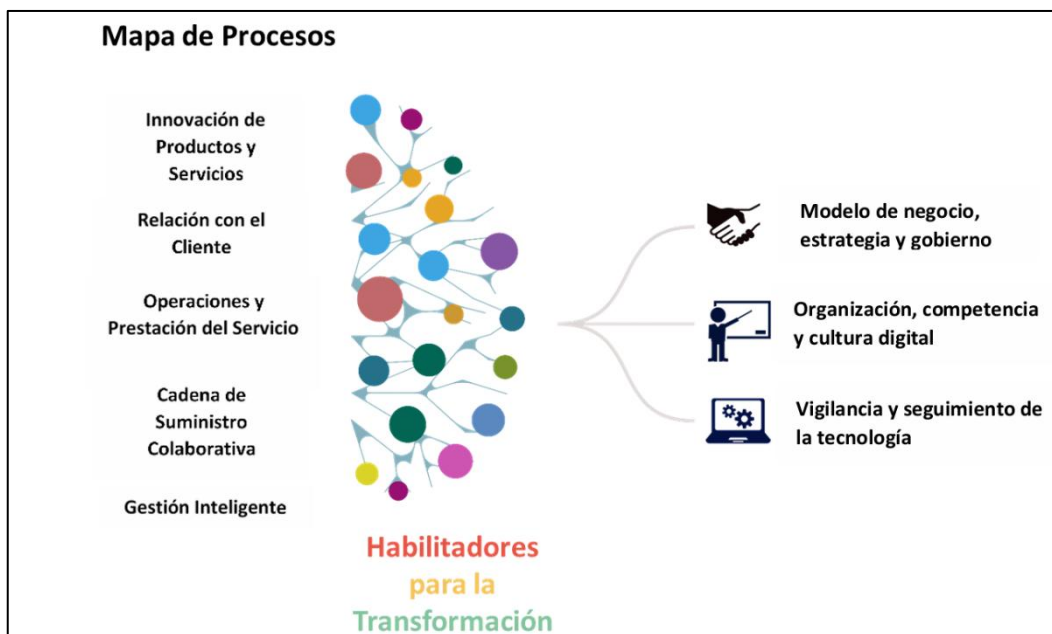 Mapa de Procesos
Innovación de
Productos y
Servicios
Relación con el
Cliente
Operaciones y
Prestación del Servicio
Cadena de
Suministro
Colaborativa
Gestión Inteligente
Habilitadores
para la
Transformación
Modelo de negocio,
estrategia y gobierno
Organización, competencia
y cultura digital
Vigilancia y seguimiento de
la tecnología